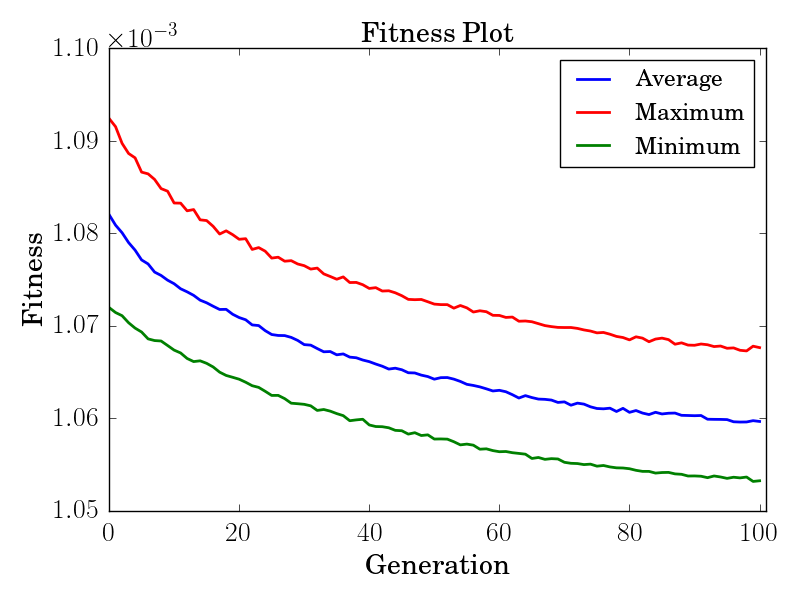 Fitness Plot
×10⁻³
1.10
1.09
1.08
1.07
1.06
1.05
Fitness
0 20 40 60 80 100
Generation
Average
Maximum
Minimum